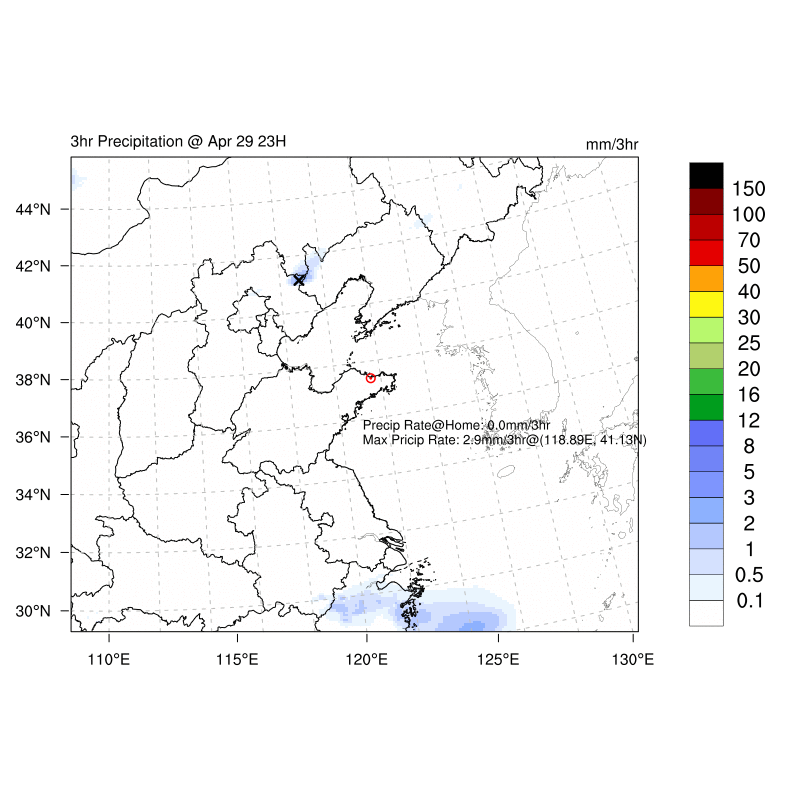 3hr Precipitation @ Apr 29 23H
mm/3hr
150
100
70
50
40
30
25
20
16
12
8
5
3
2
1
0.5
0.1
44°N
42°N
40°N
38°N
36°N
34°N
32°N
30°N
Precip Rate@Home: 0.0mm/3hr
Max Pricip Rate: 2.9mm/3hr@(118.89E, 41.13N)
110°E
115°E
120°E
125°E
130°E